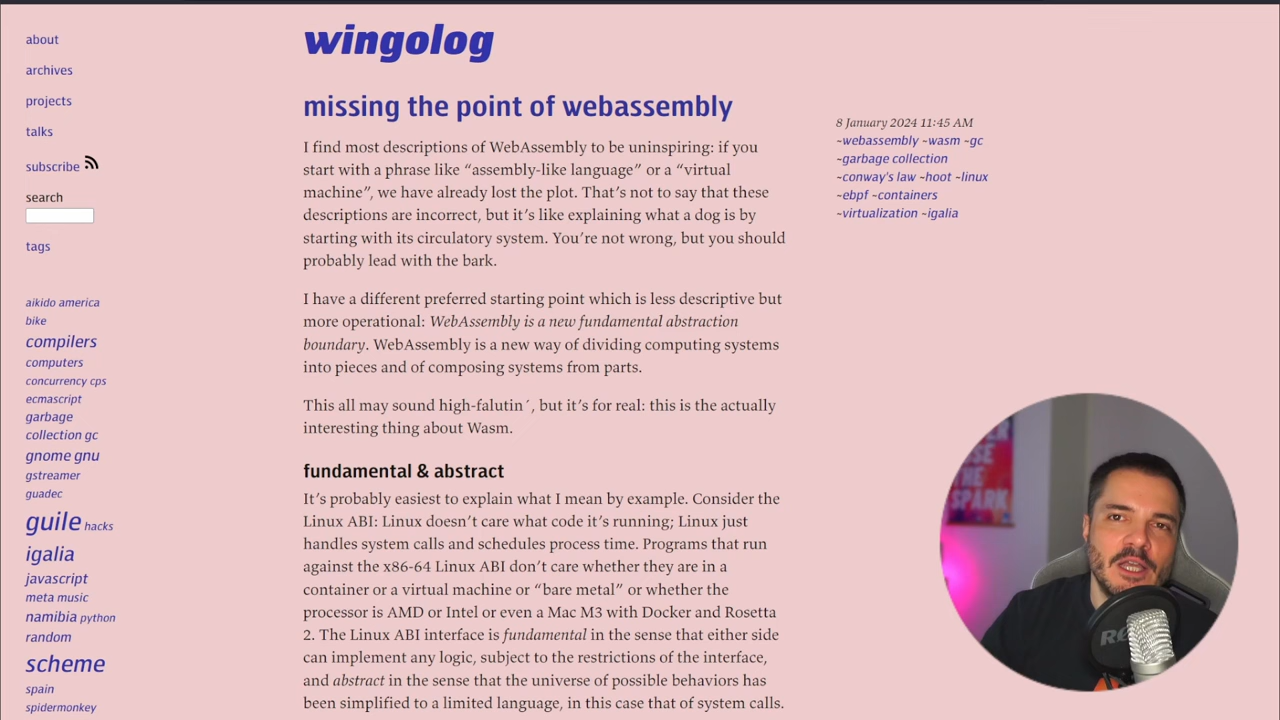 about
archives
projects
talks
subscribe
search
tags
aikido america
bike
compilers
computers
concurrency cps
ecmascript
garbage
collection gc
gnome gnu
gstreamer
guadec
guile hacks
igalia
javascript
meta music
namibia python
random
scheme
spain
spidermonkey
wingolog
missing the point of webassembly
I find most descriptions of WebAssembly to be uninspiring: if you
start with a phrase like “assembly-like language” or a “virtual
machine”, we have already lost the plot. That’s not to say that these
descriptions are incorrect, but it’s like explaining what a dog is by
starting with its circulatory system. You’re not wrong, but you should
probably lead with the bark.
I have a different preferred starting point which is less descriptive but
more operational: WebAssembly is a new fundamental abstraction
boundary. WebAssembly is a new way of dividing computing systems
into pieces and of composing systems from parts.
This all may sound high-falutin´, but it’s for real: this is the actually
interesting thing about Wasm.
fundamental & abstract
It’s probably easiest to explain what I mean by example. Consider the
Linux ABI: Linux doesn’t care what code it’s running; Linux just
handles system calls and schedules process time. Programs that run
against the x86-64 Linux ABI don’t care whether they are in a
container or a virtual machine or “bare metal” or whether the
processor is AMD or Intel or even a Mac M3 with Docker and Rosetta
2. The Linux ABI interface is fundamental in the sense that either side
can implement any logic, subject to the restrictions of the interface,
and abstract in the sense that the universe of possible behaviors has
been simplified to a limited language, in this case that of system calls.
8 January 2024 11:45 AM
~webassembly ~wasm ~gc
~garbage collection
~conway's law ~hoot ~linux
~ebpf ~containers
~virtualization ~igalia
THE
SPARK